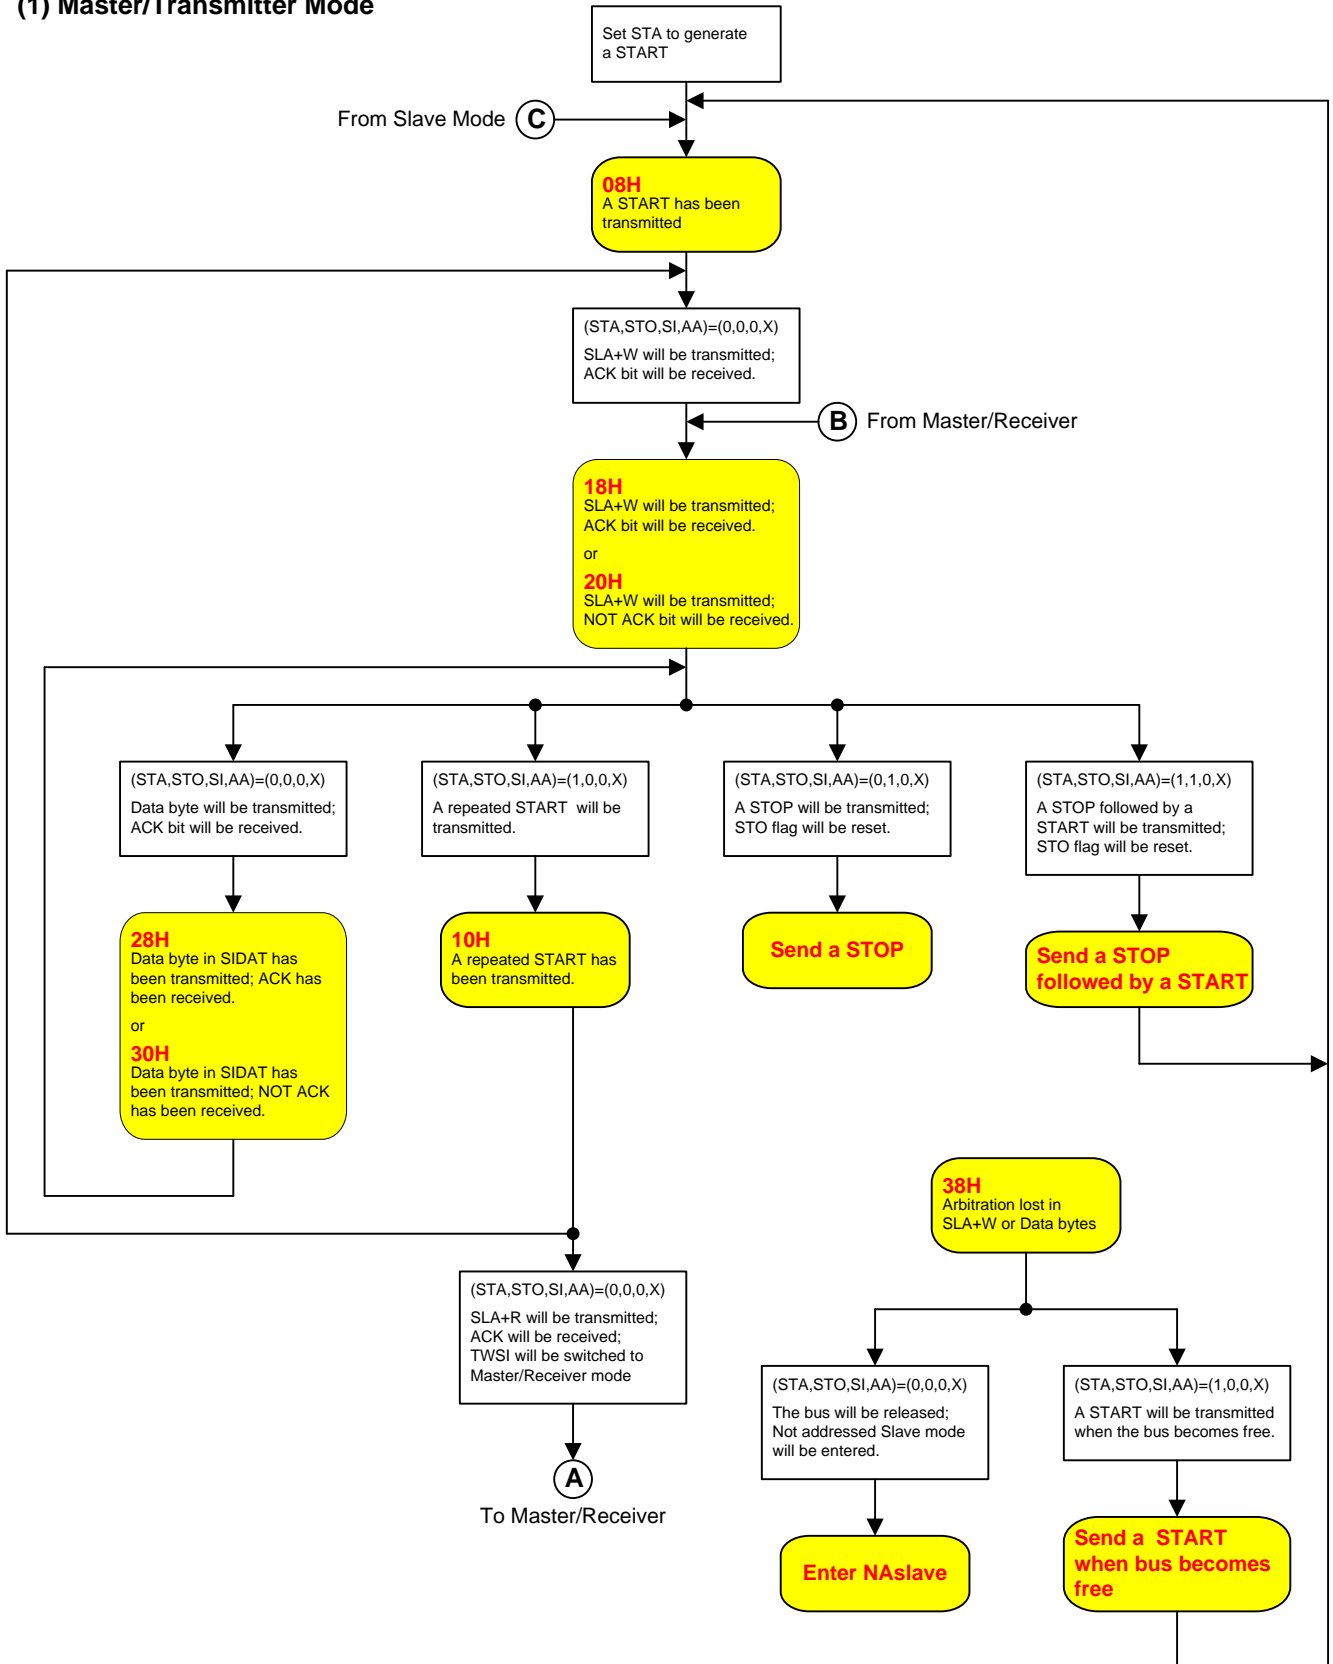 (1) Master/Transmitter Mode
Set STA to generate
a START
From Slave Mode
C
08H
A START has been
transmitted
(STA,STO,SI,AA)=(0,0,0,X)
SLA+W will be transmitted;
ACK bit will be received.
B
From Master/Receiver
18H
SLA+W will be transmitted;
ACK bit will be received.
or
20H
SLA+W will be transmitted;
NOT ACK bit will be received.
(STA,STO,SI,AA)=(0,0,0,X)
Data byte will be transmitted;
ACK bit will be received.
(STA,STO,SI,AA)=(1,0,0,X)
A repeated START will be
transmitted.
(STA,STO,SI,AA)=(0,1,0,X)
A STOP will be transmitted;
STO flag will be reset.
(STA,STO,SI,AA)=(1,1,0,X)
A STOP followed by a
START will be transmitted;
STO flag will be reset.
28H
Data byte in SIDAT has
been transmitted; ACK has
been received.
or
30H
Data byte in SIDAT has
been transmitted; NOT ACK
has been received.
10H
A repeated START has
been transmitted.
Send a STOP
Send a STOP
followed by a START
38H
Arbitration lost in
SLA+W or Data bytes
(STA,STO,SI,AA)=(0,0,0,X)
SLA+R will be transmitted;
ACK will be received;
TWSI will be switched to
Master/Receiver mode
A
To Master/Receiver
(STA,STO,SI,AA)=(0,0,0,X)
The bus will be released;
Not addressed Slave mode
will be entered.
(STA,STO,SI,AA)=(1,0,0,X)
A START will be transmitted
when the bus becomes free.
Enter NAslave
Send a START
when bus becomes
free